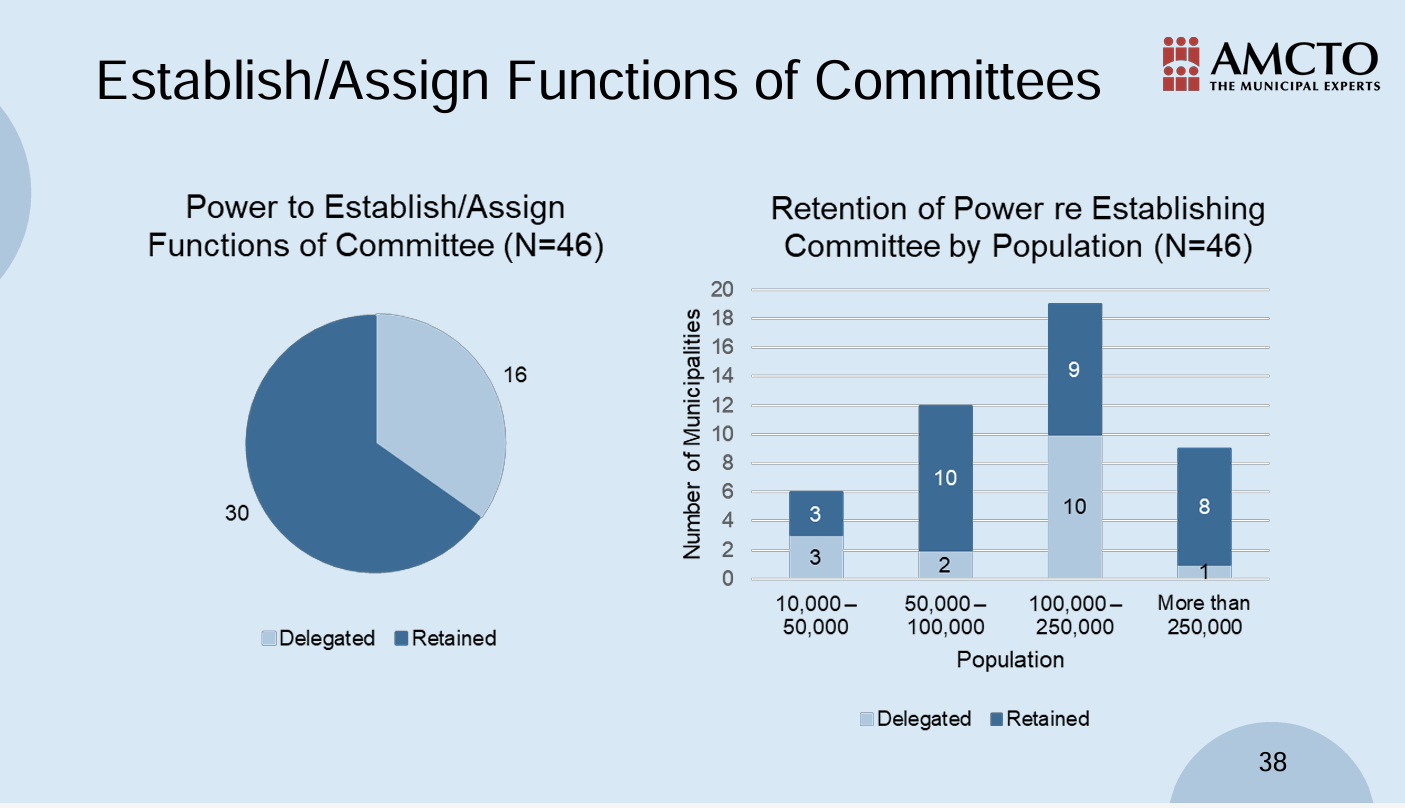 Establish/Assign Functions of Committees
AMCTO
THE MUNICIPAL EXPERTS
Power to Establish/Assign
Functions of Committee (N=46)
16
30
Delegated Retained
Retention of Power re Establishing
Committee by Population (N=46)
Number of Municipalities
20
18
16
14
12
10
8
6
4
2
0
3
3
10
2
9
10
8
1
10,000 –
50,000
50,000 –
100,000
100,000 –
250,000
More than
250,000
Population
Delegated Retained
38